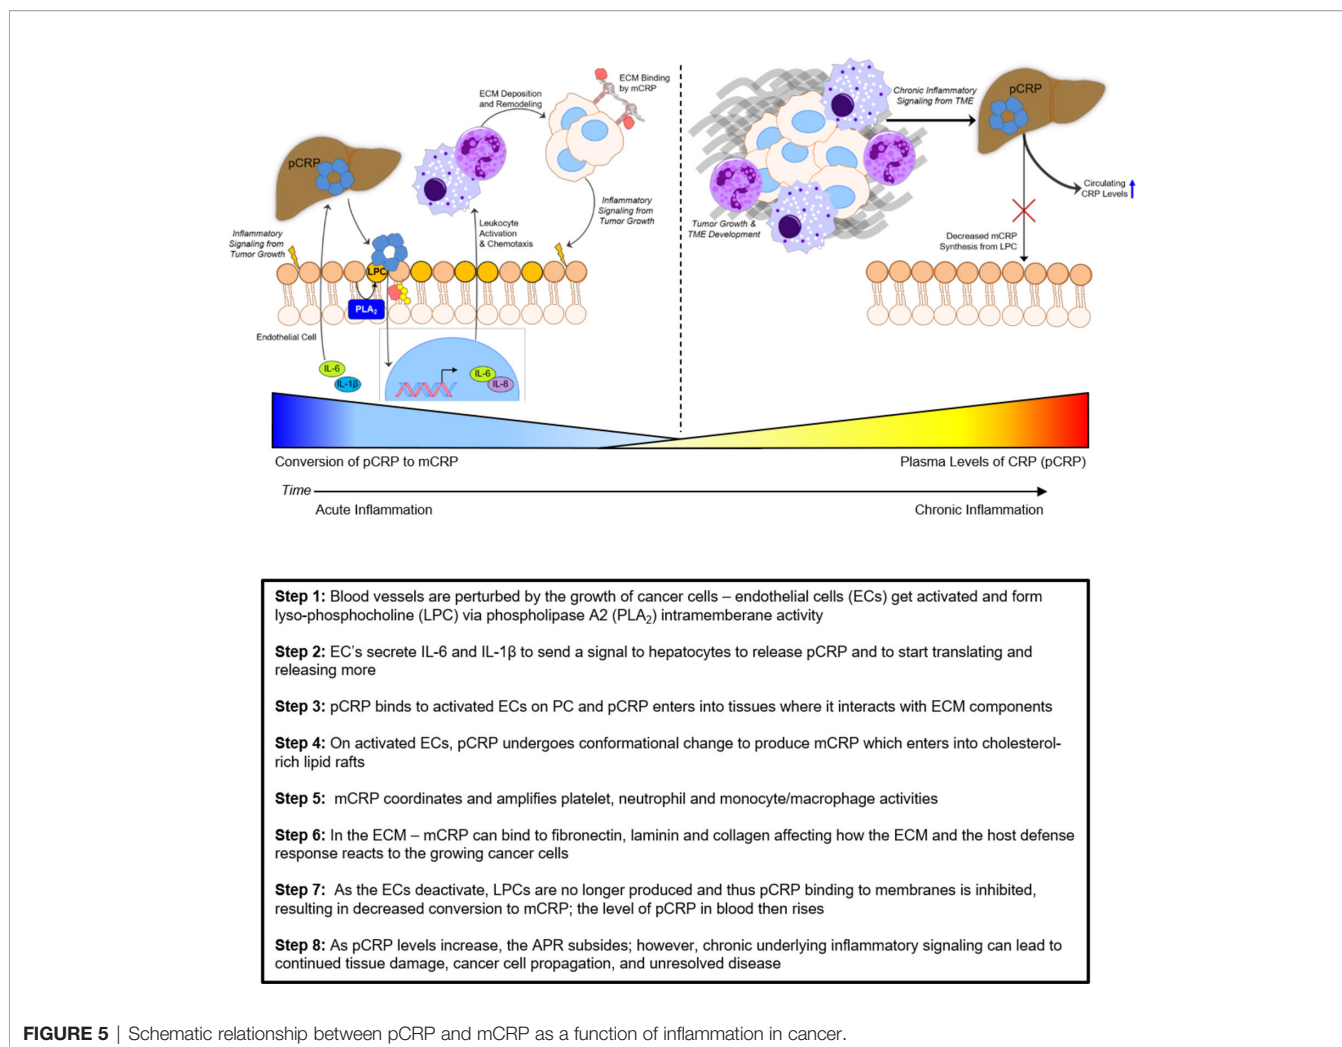 ECM Binding
by mCRP
ECM Deposition
and Remodeling
pCRP
Inflammatory
Signaling from
Tumor Growth
Leukocyte
Activation
& Chemotaxis
Inflammatory
Signaling from
Tumor Growth
LPC
PLA2
Endothelial Cell
IL-6
IL-1β
IL-6
IL-8
Chronic Inflammatory
Signaling from TME
pCRP
Circulating
CRP Levels
Tumor Growth &
TME Development
Decreased mCRP
Synthesis from LPC
Conversion of pCRP to mCRP
Plasma Levels of CRP (pCRP)
Time
Acute Inflammation
Chronic Inflammation
Step 1: Blood vessels are perturbed by the growth of cancer cells – endothelial cells (ECs) get activated and form
lyso-phosphocholine (LPC) via phospholipase A2 (PLA2) intramemberane activity
Step 2: EC's secrete IL-6 and IL-1β to send a signal to hepatocytes to release pCRP and to start translating and
releasing more
Step 3: pCRP binds to activated ECs on PC and pCRP enters into tissues where it interacts with ECM components
Step 4: On activated ECs, pCRP undergoes conformational change to produce mCRP which enters into cholesterol-
rich lipid rafts
Step 5: mCRP coordinates and amplifies platelet, neutrophil and monocyte/macrophage activities
Step 6: In the ECM – mCRP can bind to fibronectin, laminin and collagen affecting how the ECM and the host defense
response reacts to the growing cancer cells
Step 7: As the ECs deactivate, LPCs are no longer produced and thus pCRP binding to membranes is inhibited,
resulting in decreased conversion to mCRP; the level of pCRP in blood then rises
Step 8: As pCRP levels increase, the APR subsides; however, chronic underlying inflammatory signaling can lead to
continued tissue damage, cancer cell propagation, and unresolved disease
FIGURE 5 | Schematic relationship between pCRP and mCRP as a function of inflammation in cancer.